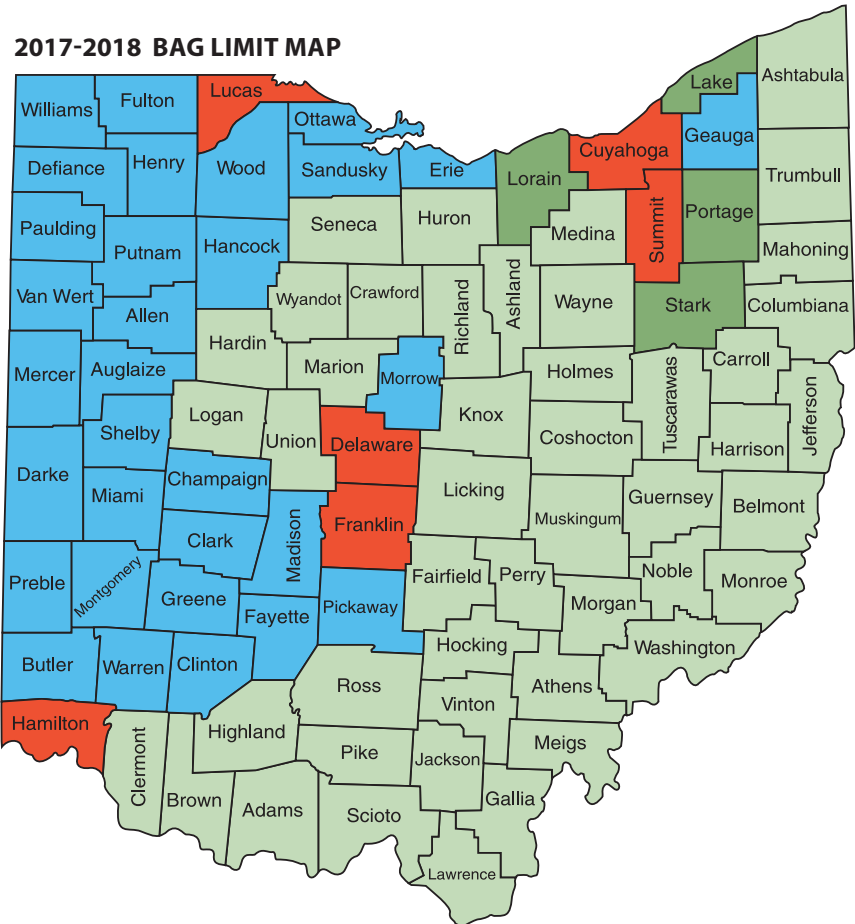 2017-2018 BAG LIMIT MAP
Ashtabula
Lake
Lucas
Williams
Fulton
Ottawa
Geauga
Cuyahoga
Defiance
Henry
Wood
Sandusky
Erie
Lorain
Trumbull
Paulding
Seneca
Huron
Medina
Summit
Portage
Putnam
Hancock
Mahoning
Van Wert
Wyandot
Crawford
Richland
Ashland
Wayne
Stark
Columbiana
Allen
Hardin
Marion
Holmes
Carroll
Mercer
Auglaize
Morrow
Tuscarawas
Jefferson
Logan
Union
Knox
Coshocton
Harrison
Shelby
Delaware
Darke
Miami
Champaign
Licking
Guernsey
Belmont
Franklin
Muskingum
Clark
Madison
Preble
Montgomery
Fairfield
Perry
Noble
Monroe
Greene
Fayette
Pickaway
Morgan
Butler
Warren
Clinton
Hocking
Washington
Ross
Athens
Vinton
Hamilton
Highland
Meigs
Clermont
Pike
Jackson
Brown
Adams
Scioto
Gallia
Lawrence